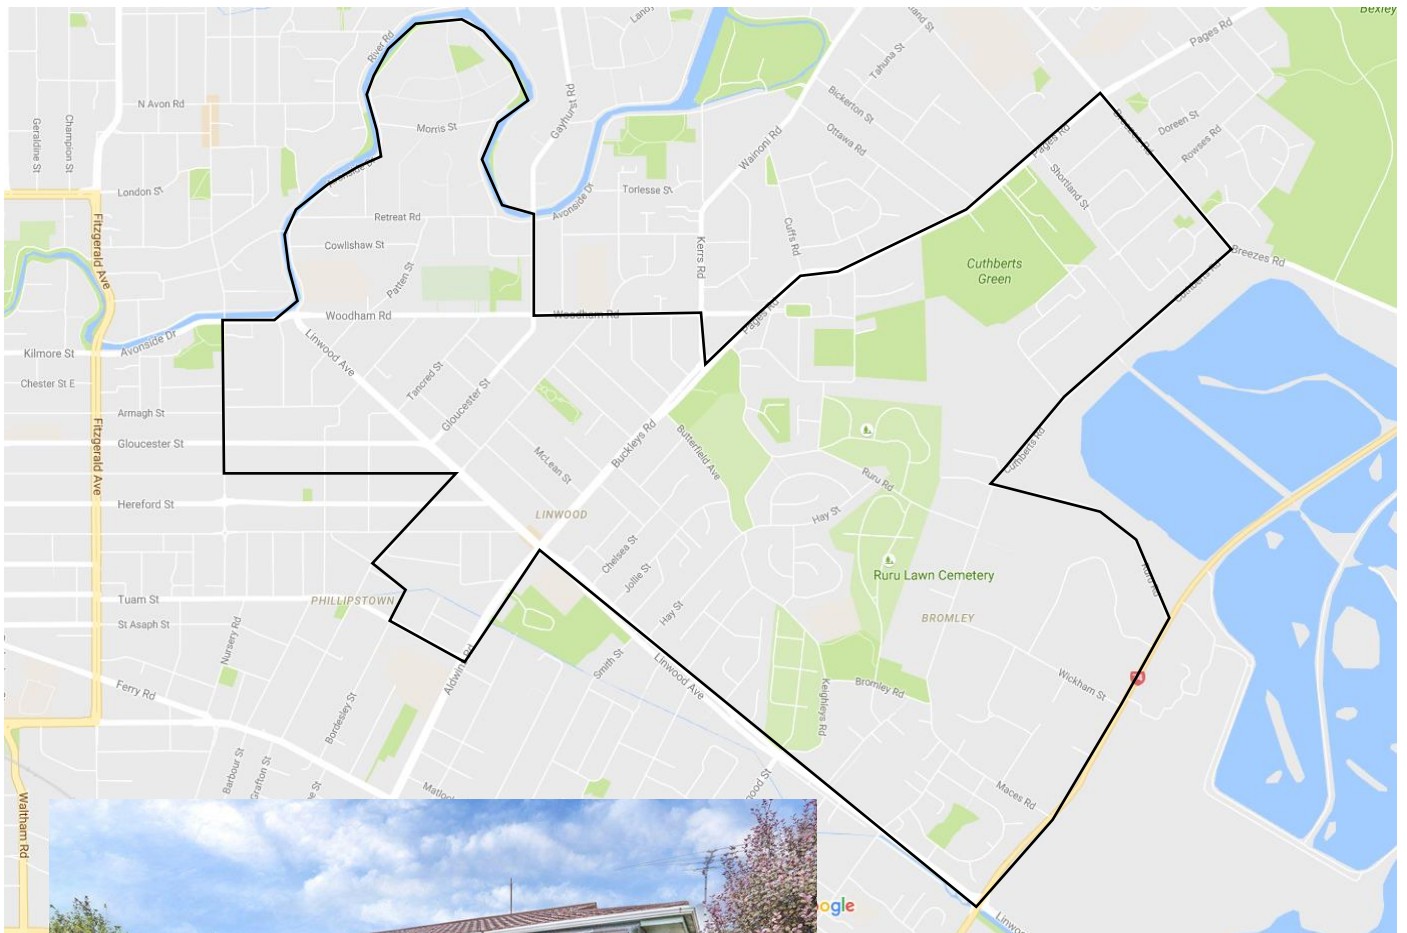 Bexley
Pages Rd
River Rd
Tahuna St
N Avon Rd
Gayhurst Rd
Bickerton St
Geraldine St
Champion St
Morris St
Wainoni Rd
Ottawa Rd
Pages Rd
Doreen St
Rowses Rd
London St
Torlesse St
Shortland St
Avonside Dr
Retreat Rd
Fitzgerald Ave
Cowlishaw St
Kerrs Rd
Cuffs Rd
Breezes Rd
Patten St
Cuthberts
Green
Woodham Rd
Woodham Rd
Pages Rd
Avonside Dr
Linwood Ave
Kilmore St
Chester St E
Tancred St
Gloucester St
Armagh St
Gloucester St
Fitzgerald Ave
Buckleys Rd
Butterfield Ave
McLean St
Cuthberts Rd
Ruru Rd
Hereford St
LINWOOD
Hay St
Chelsea St
Jollie St
Ruru Lawn Cemetery
Ruru Rd
Tuam St
PHILLIPSTOWN
Hay St
BROMLEY
St Asaph St
Nursery Rd
Smith St
Linwood Ave
Wickham St
Ferry Rd
Bromley Rd
Keighleys Rd
Bordesley St
Barbour St
Grafton St
Maces Rd
Waltham Rd
ogle